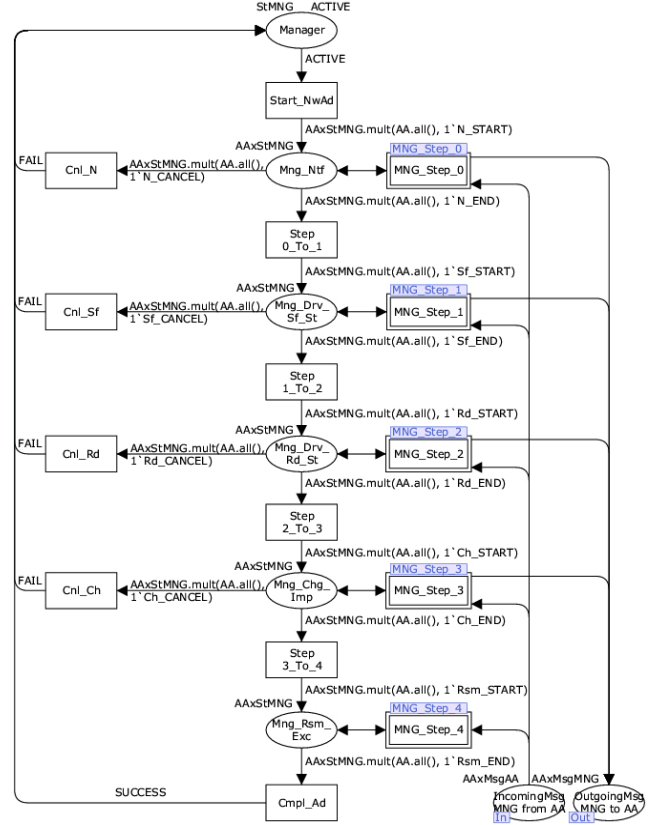 StMNG ACTIVE
Manager
ACTIVE
Start_NwAd
AAxStMNG.mult(AA.all(), 1`N_START)
AAxStMNG
MNG_Step_0
FAIL
Cnl_N
AAxStMNG.mult(AA.all(),
1`N_CANCEL)
Mng_Ntf
MNG_Step_0
AAxStMNG.mult(AA.all(), 1`N_END)
Step
0_To_1
AAxStMNG.mult(AA.all(), 1`Sf_START)
AAxStMNG
MNG_Step_1
FAIL
Cnl_Sf
AAxStMNG.mult(AA.all(),
1`Sf_CANCEL)
Mng_Drv_
Sf_St
MNG_Step_1
AAxStMNG.mult(AA.all(), 1`Sf_END)
Step
1_To_2
AAxStMNG.mult(AA.all(), 1`Rd_START)
AAxStMNG
MNG_Step_2
FAIL
Cnl_Rd
AAxStMNG.mult(AA.all(),
1`Rd_CANCEL)
Mng_Drv_
Rd_St
MNG_Step_2
AAxStMNG.mult(AA.all(), 1`Rd_END)
Step
2_To_3
AAxStMNG.mult(AA.all(), 1`Ch_START)
AAxStMNG
MNG_Step_3
FAIL
Cnl_Ch
AAxStMNG.mult(AA.all(),
1`Ch_CANCEL)
Mng_Chg_
Imp
MNG_Step_3
AAxStMNG.mult(AA.all(), 1`Ch_END)
Step
3_To_4
AAxStMNG.mult(AA.all(), 1`Rsm_START)
AAxStMNG
MNG_Step_4
Mng_Rsm_
Exc
MNG_Step_4
AAxStMNG.mult(AA.all(), 1`Rsm_END)
SUCCESS
Cmpl_Ad
AAxMsgAA AAxMsgMNG
IncomingMsg
MNG from AA
In
OutgoingMsg
MNG to AA
Out